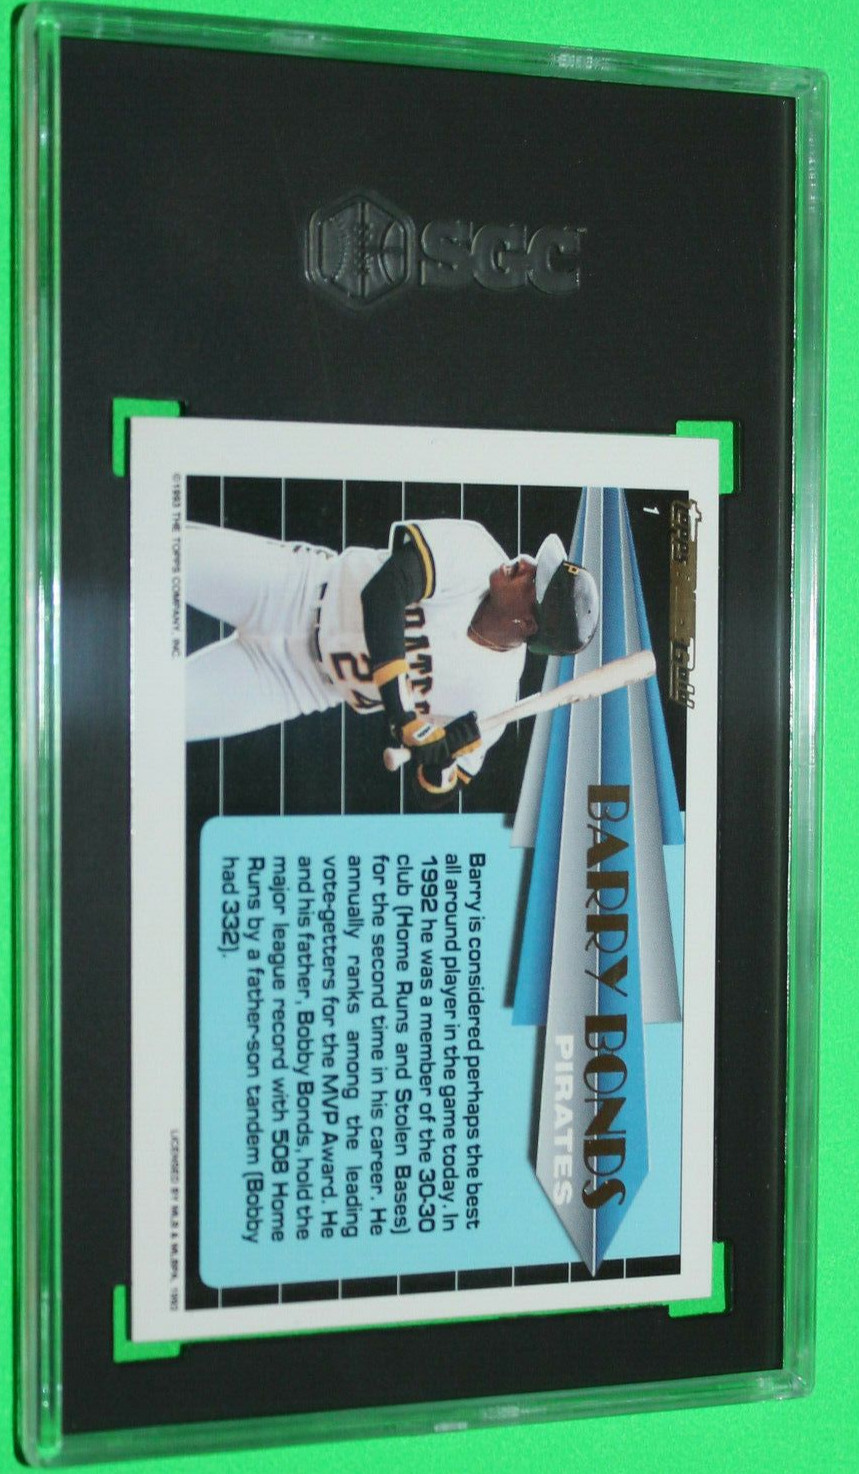 SGC
1
Topps Black Gold
BARRY BONDS
PIRATES
24
Barry is considered perhaps the best
all around player in the game today. In
1992 he was a member of the 30-30
club (Home Runs and Stolen Bases)
for the second time in his career. He
annually ranks among the leading
vote-getters for the MVP Award. He
and his father, Bobby Bonds, hold the
major league record with 508 Home
Runs by a father-son tandem (Bobby
had 332).
©1993 THE TOPPS COMPANY, INC.
LICENSED BY MLB & MLBPA,